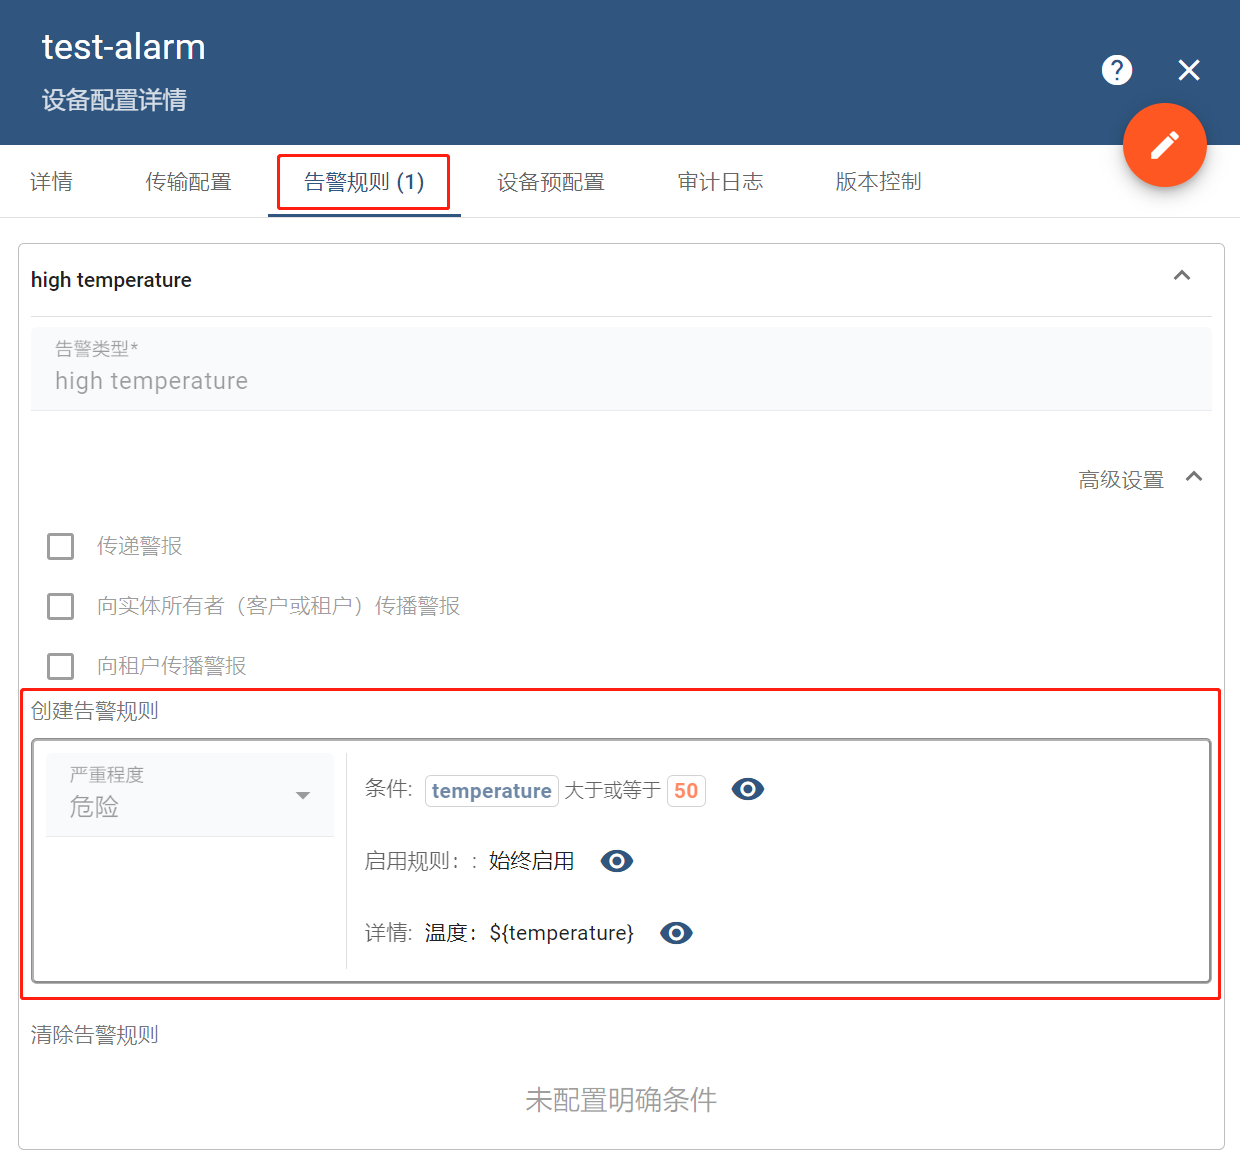 test-alarm
设备配置详情
?
详情 传输配置 告警规则 (1) 设备预配置 审计日志 版本控制
high temperature
告警类型*
high temperature
高级设置
传递警报
向实体所有者（客户或租户）传播警报
向租户传播警报
创建告警规则
严重程度
危险
条件: temperature 大于或等于 50
启用规则：: 始终启用
详情: 温度：${temperature}
清除告警规则
未配置明确条件